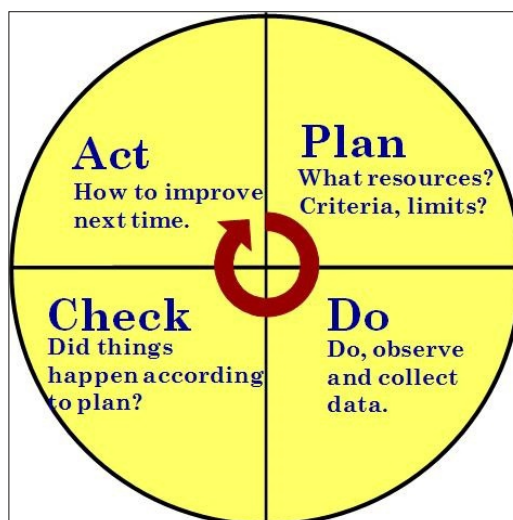 Act
How to improve
next time.
Plan
What resources?
Criteria, limits?
Check
Did things
happen according
to plan?
Do
Do, observe
and collect
data.